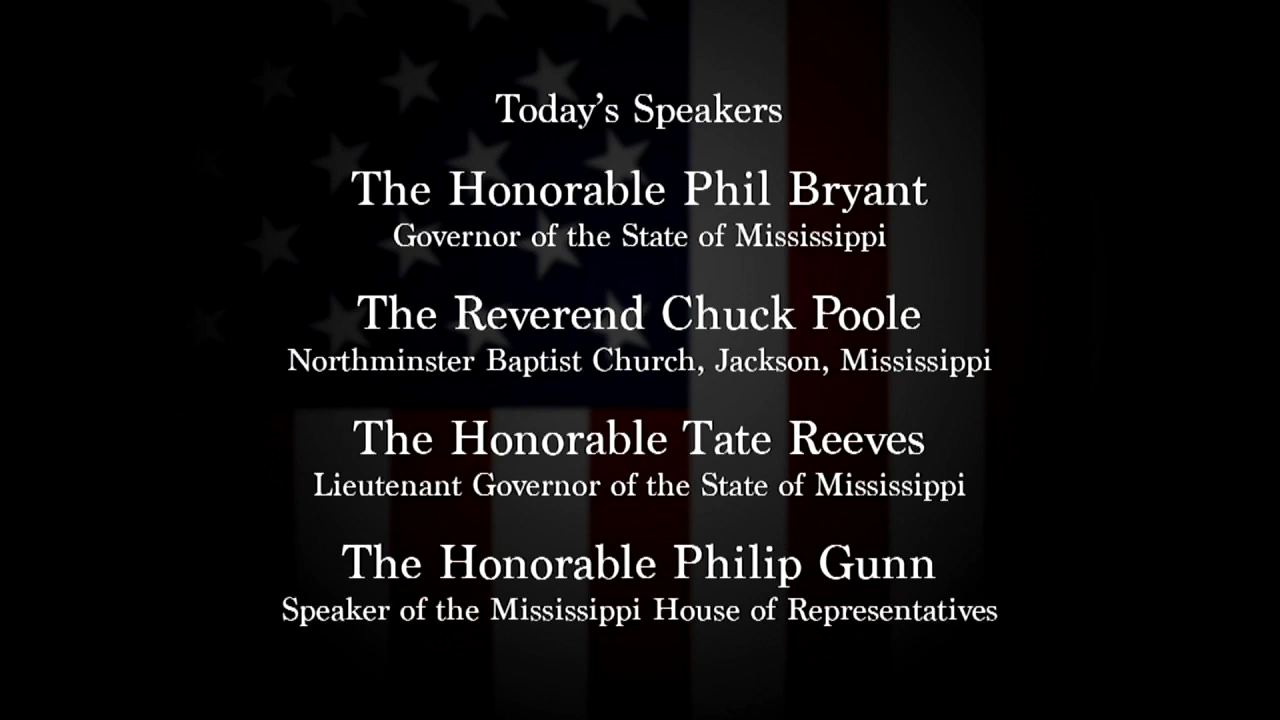 Today's Speakers
The Honorable Phil Bryant
Governor of the State of Mississippi
The Reverend Chuck Poole
Northminster Baptist Church, Jackson, Mississippi
The Honorable Tate Reeves
Lieutenant Governor of the State of Mississippi
The Honorable Philip Gunn
Speaker of the Mississippi House of Representatives